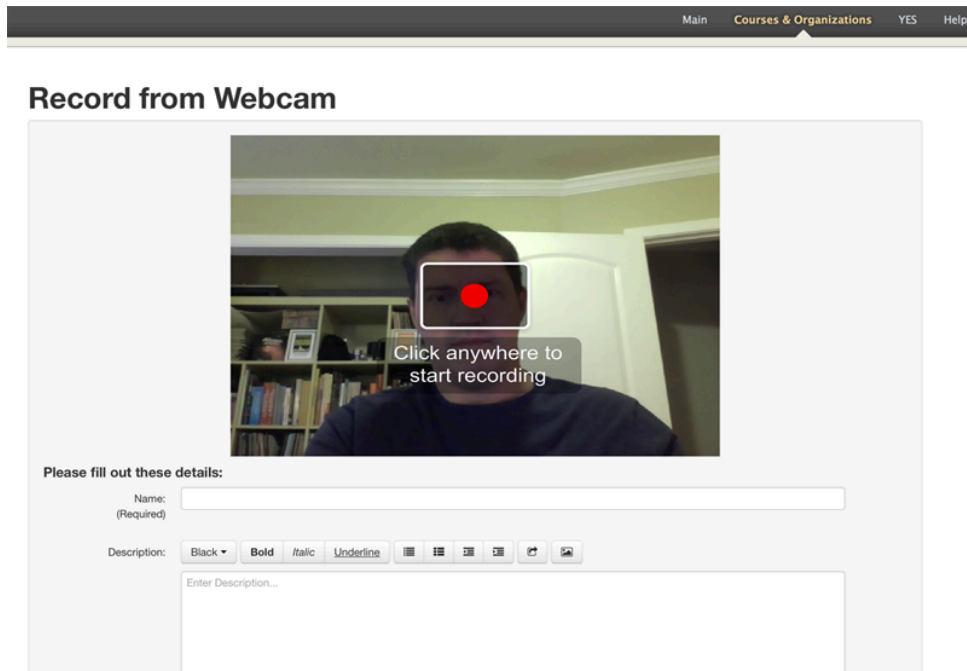 Main Courses & Organizations YES Help
Record from Webcam
Click anywhere to
start recording
Please fill out these details:
Name:
(Required)
Description: Black Bold Italic Underline
Enter Description...